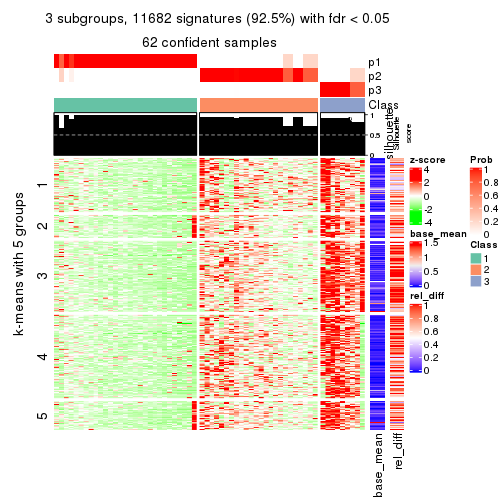 3 subgroups, 11682 signatures (92.5%) with fdr < 0.05
62 confident samples
p1
p2
p3
Class
1
0.5
0
silhouette
Silhouette
score
k-means with 5 groups
1
2
3
4
5
base_mean
rel_diff
z-score
4
2
0
-2
-4
base_mean
1.5
1
0.5
0
rel_diff
1
0.8
0.6
0.4
0.2
0
Prob
1
0.8
0.6
0.4
0.2
0
Class
1
2
3